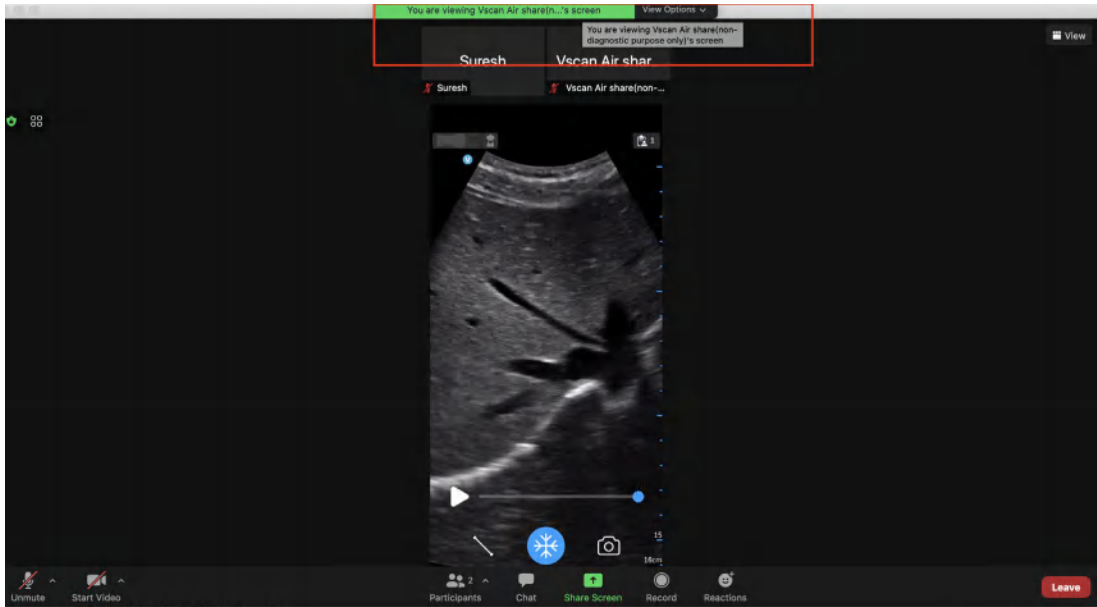 You are viewing Vscan Air share(n...'s screen
View Options
You are viewing Vscan Air share(non-
diagnostic purpose only)'s screen
View
Suresh
Vscan Air shar...
Suresh
Vscan Air share(non-...
1
15
16cm
Unmute
Start Video
2
Participants
Chat
Share Screen
Record
Reactions
Leave